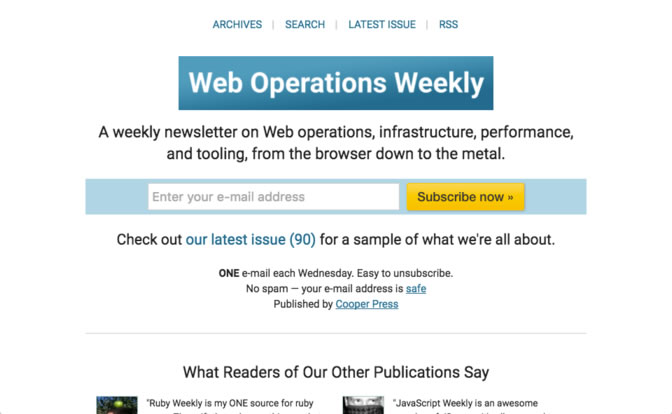 ARCHIVES | SEARCH | LATEST ISSUE | RSS
Web Operations Weekly
A weekly newsletter on Web operations, infrastructure, performance,
and tooling, from the browser down to the metal.
Enter your e-mail address
Subscribe now »
Check out our latest issue (90) for a sample of what we're all about.
ONE e-mail each Wednesday. Easy to unsubscribe.
No spam — your e-mail address is safe
Published by Cooper Press
What Readers of Our Other Publications Say
"Ruby Weekly is my ONE source for ruby
"JavaScript Weekly is an awesome